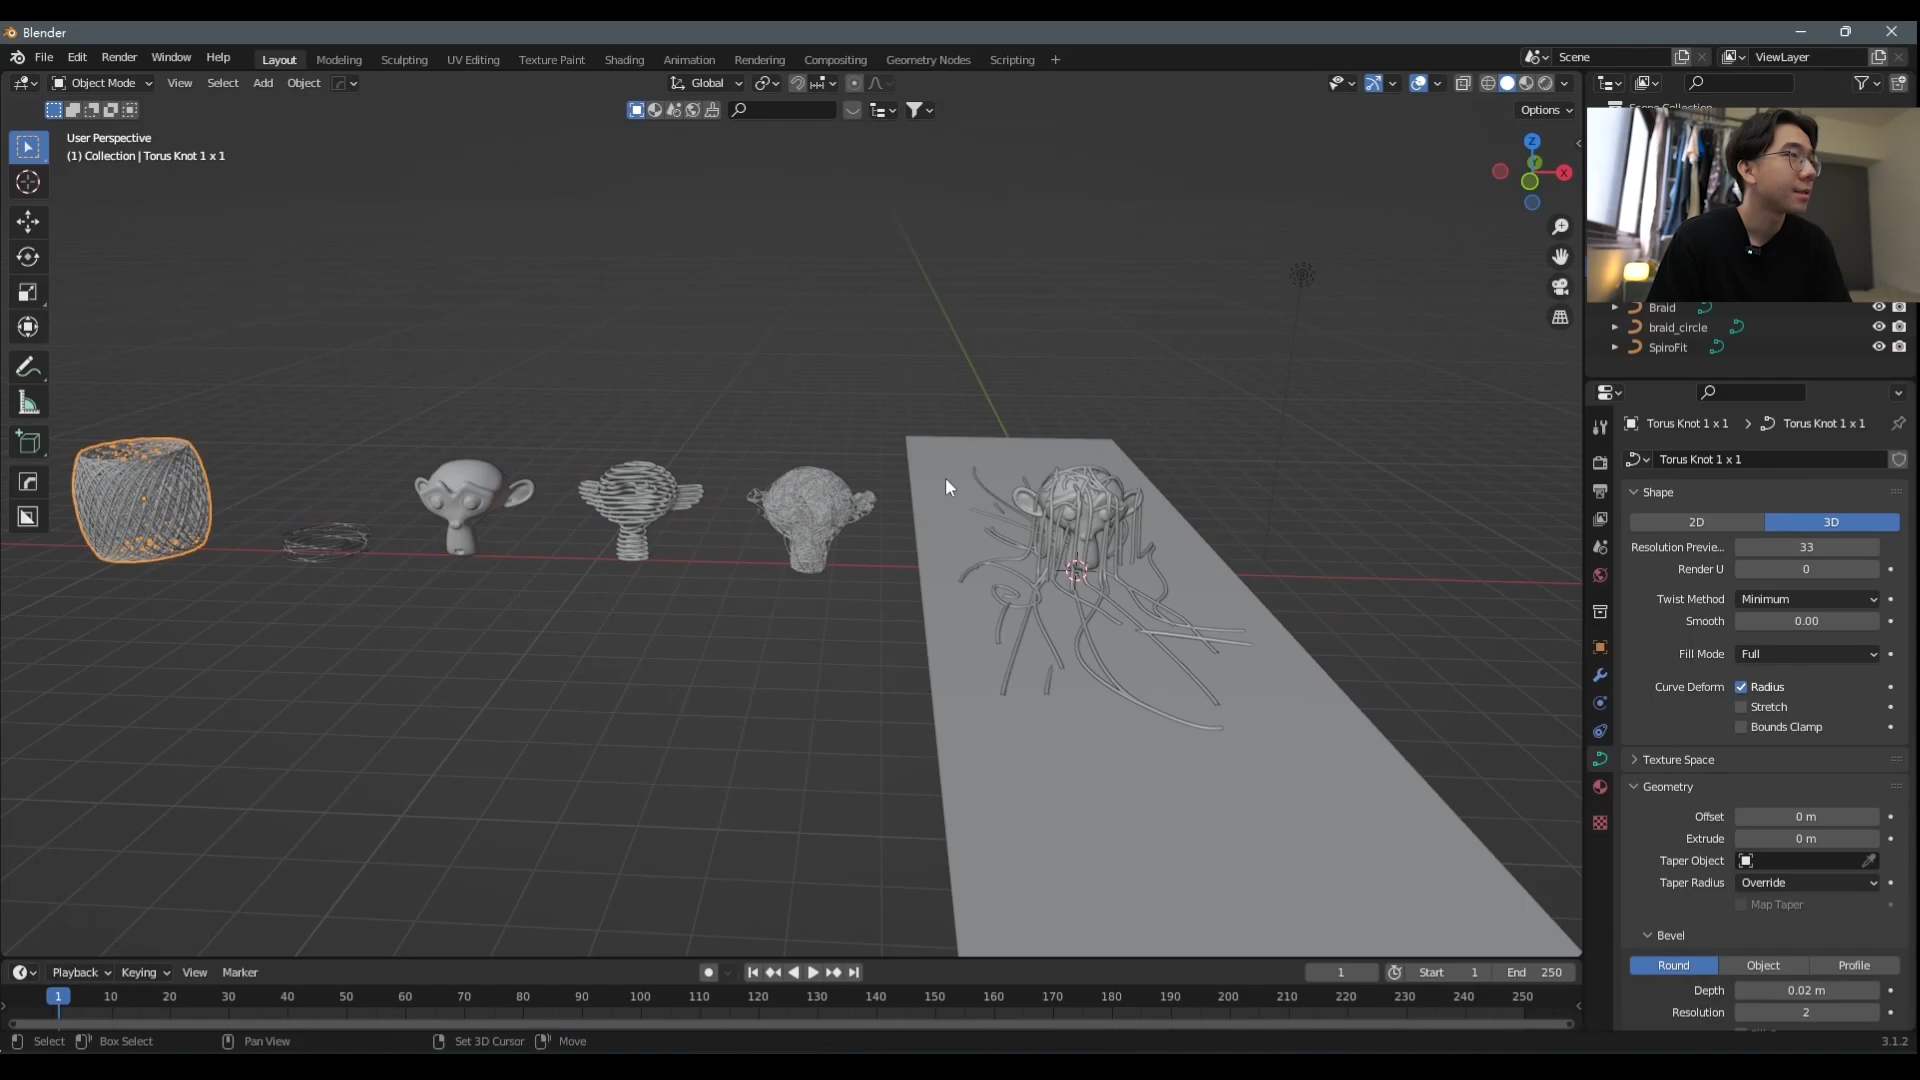 Blender
File Edit Render Window Help Layout Modeling Sculpting UV Editing Texture Paint Shading Animation Rendering Compositing Geometry Nodes Scripting + Scene ViewLayer
Object Mode View Select Add Object Global
Options
User Perspective
(1) Collection | Torus Knot 1 x 1
Z
Y
X
Scene Collection
Braid
braid_circle
SpiroFit
Torus Knot 1 x 1 > Torus Knot 1 x 1
Torus Knot 1 x 1
Shape
2D 3D
Resolution Previe... 33
Render U 0
Twist Method Minimum
Smooth 0.00
Fill Mode Full
Curve Deform Radius
Stretch
Bounds Clamp
Texture Space
Geometry
Offset 0 m
Extrude 0 m
Taper Object
Taper Radius Override
Map Taper
Bevel
Round Object Profile
Depth 0.02 m
Resolution 2
Playback Keying View Marker 1 Start 1 End 250
1 10 20 30 40 50 60 70 80 90 100 110 120 130 140 150 160 170 180 190 200 210 220 230 240 250
Select Box Select Pan View Set 3D Cursor Move 3.1.2